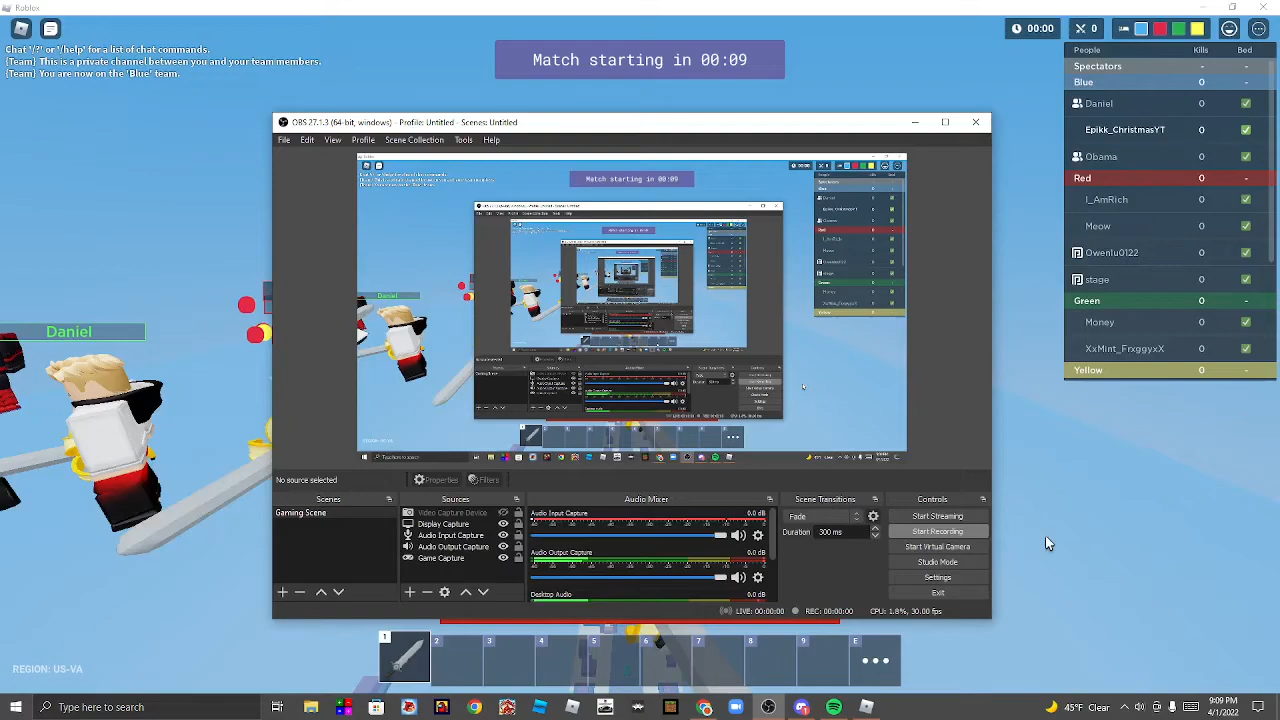 Roblox
Chat '/?' or '/help' for a list of chat commands.
[Team] This is a private channel between you and your team members.
[Team] You are now on the 'Blue' team.
Match starting in 00:09
00:00
0
People Kills Bed
Spectators - -
Blue 0 -
Daniel 0
Epikk_ChristmasYT 0
Obama 0
Red 0 -
I_AmRich 0
Meow 0
Owenlu0122 0
stage 0
Green 0 -
Honey 0
XxMint_FrxggyxX 0
Yellow 0 -
OBS 27.1.3 (64-bit, windows) - Profile: Untitled - Scenes: Untitled
File Edit View Profile Scene Collection Tools Help
Match starting in 00:09
Daniel
Daniel
No source selected
Properties
Filters
Scenes
Sources
Audio Mixer
Scene Transitions
Controls
Gaming Scene
Video Capture Device
Display Capture
Audio Input Capture
Audio Output Capture
Game Capture
Audio Input Capture 0.0 dB
Audio Output Capture 0.0 dB
Desktop Audio 0.0 dB
Fade
Duration 300 ms
Start Streaming
Start Recording
Start Virtual Camera
Studio Mode
Settings
Exit
LIVE: 00:00:00
REC: 00:00:00
CPU: 1.8%, 30.00 fps
1 2 3 4 5 6 7 8 9 E
REGION: US-VA
Type here to search
45°F Clear
9:09 PM
4/1/2022